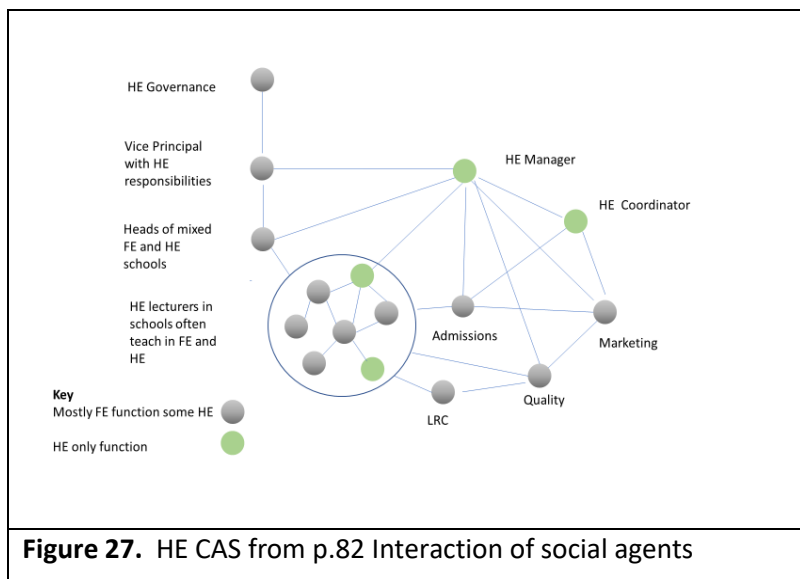 HE Governance
Vice Principal
with HE
responsibilities
HE Manager
HE Coordinator
Heads of mixed
FE and HE
schools
HE lecturers in
schools often
teach in FE and
HE
Admissions
Marketing
Quality
LRC
Key
Mostly FE function some HE
HE only function
Figure 27. HE CAS from p.82 Interaction of social agents